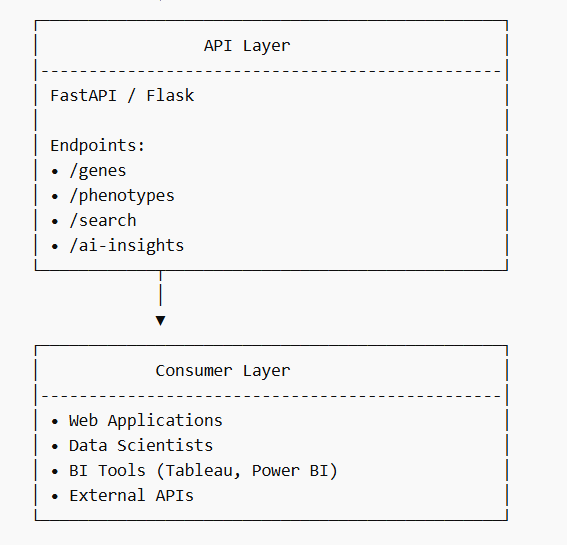 API Layer
FastAPI / Flask
Endpoints:
• /genes
• /phenotypes
• /search
• /ai-insights
Consumer Layer
• Web Applications
• Data Scientists
• BI Tools (Tableau, Power BI)
• External APIs